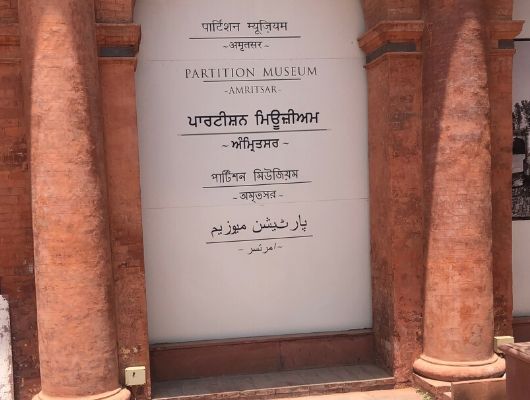 पार्टिशन म्यूज़ियम
~अमृतसर~
PARTITION MUSEUM
-AMRITSAR-
ਪਾਰਟੀਸ਼ਨ ਮਿਊਜ਼ੀਅਮ
~ ਅੰਮ੍ਰਿਤਸਰ ~
পার্টিশন মিউজিয়ম
~অমৃতসর~
پارٹیشن میوزیم
~ امرتسر ~